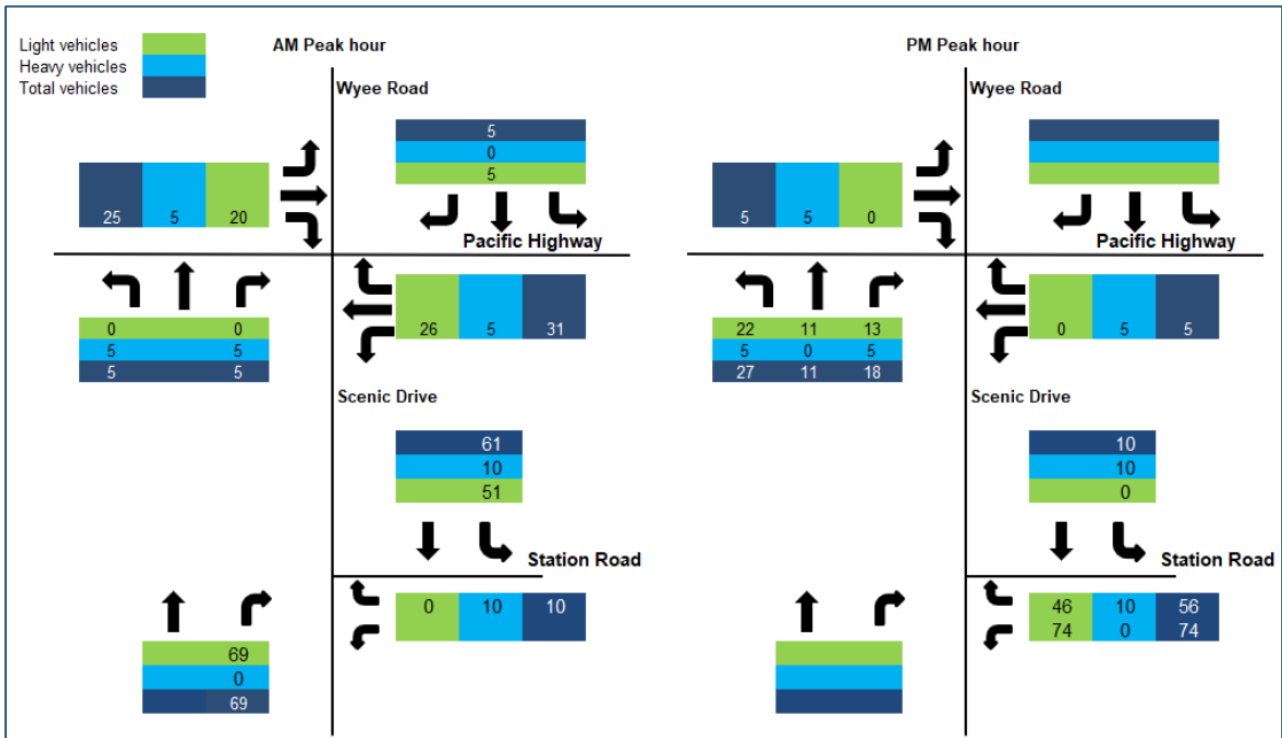 AM Peak hour
PM Peak hour
Light vehicles
Heavy vehicles
Total vehicles
Wyee Road
5
0
5
25 5 20
Pacific Highway
0 0
5 5
5 5
26 5 31
Scenic Drive
61
10
51
Station Road
0 10 10
69
0
69
Wyee Road
5 5 0
Pacific Highway
22 11 13
5 0 5
27 11 18
0 5 5
Scenic Drive
10
10
0
Station Road
46 10 56
74 0 74